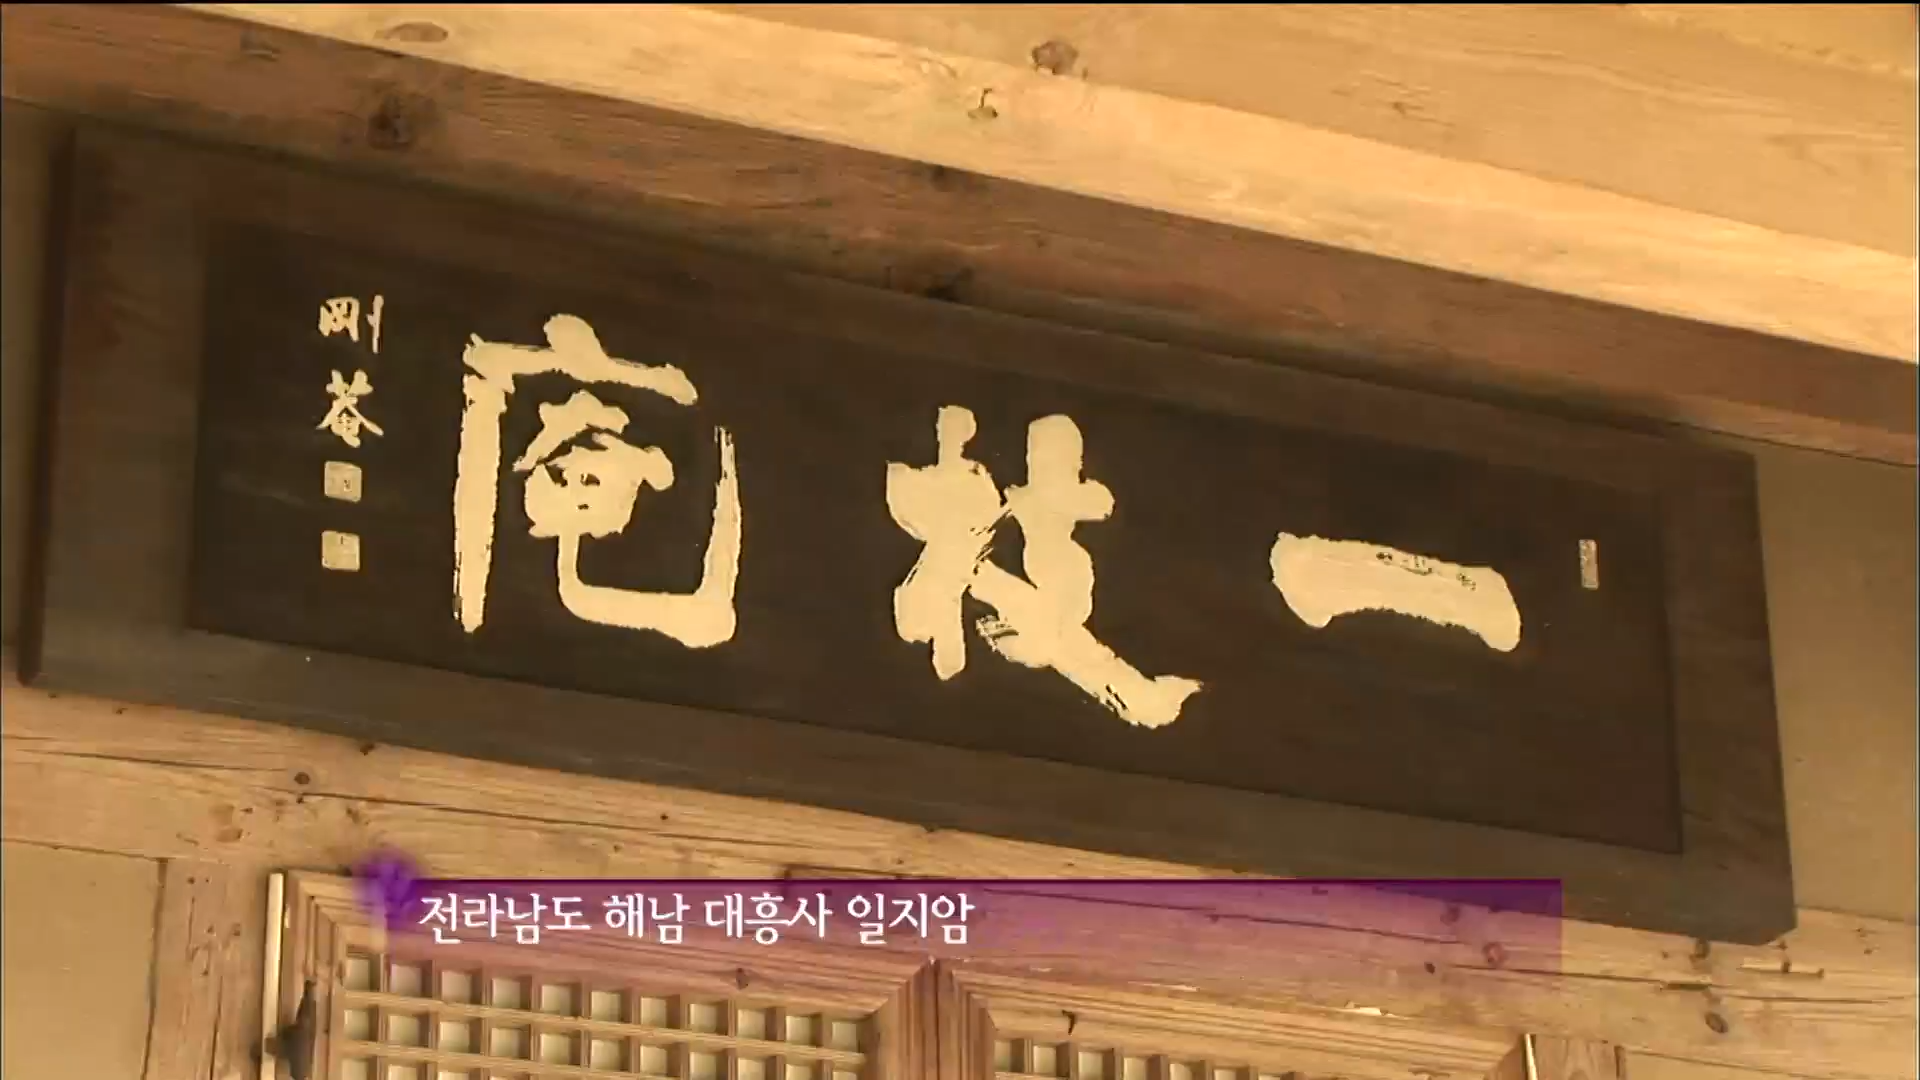 一枝庵
剛菴
전라남도 해남 대흥사 일지암